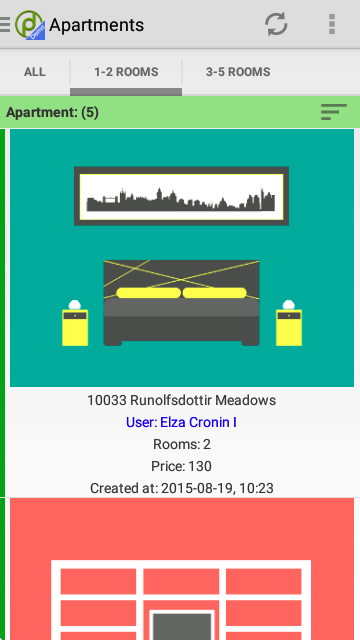 Apartments
ALL
1-2 ROOMS
3-5 ROOMS
Apartment: (5)
10033 Runolfsdottir Meadows
User: Elza Cronin I
Rooms: 2
Price: 130
Created at: 2015-08-19, 10:23